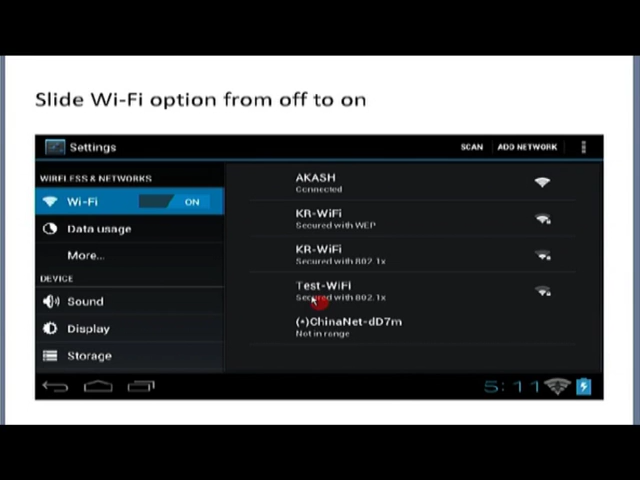 Slide Wi-Fi option from off to on
Settings
SCAN
ADD NETWORK
WIRELESS & NETWORKS
Wi-Fi
ON
Data usage
More...
DEVICE
Sound
Display
Storage
AKASH
Connected
KR-WiFi
Secured with WEP
KR-WiFi
Secured with 802.1x
Test-WiFi
Secured with 802.1x
(•)ChinaNet-dD7m
Not in range
5:11